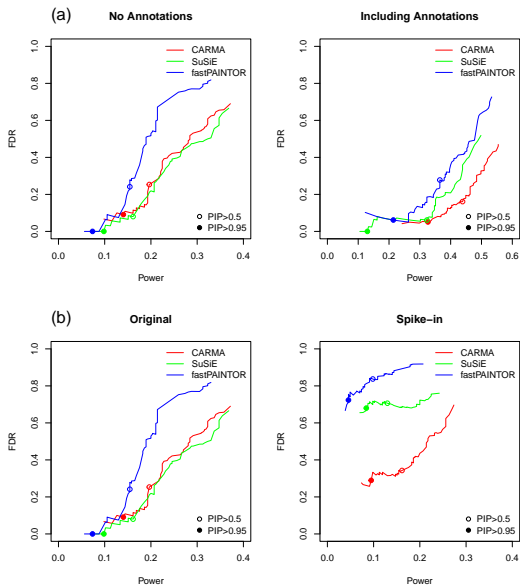 (a)
No Annotations
Including Annotations
FDR
0.0 0.2 0.4 0.6 0.8 1.0
CARMA
SuSiE
fastPAINTOR
PIP>0.5
PIP>0.95
0.0 0.1 0.2 0.3 0.4
Power
FDR
0.0 0.2 0.4 0.6 0.8 1.0
CARMA
SuSiE
fastPAINTOR
PIP>0.5
PIP>0.95
0.0 0.1 0.2 0.3 0.4 0.5 0.6
Power
(b)
Original
Spike−in
FDR
0.0 0.2 0.4 0.6 0.8 1.0
CARMA
SuSiE
fastPAINTOR
PIP>0.5
PIP>0.95
0.0 0.1 0.2 0.3 0.4
Power
FDR
0.0 0.2 0.4 0.6 0.8 1.0
CARMA
SuSiE
fastPAINTOR
PIP>0.5
PIP>0.95
0.0 0.1 0.2 0.3 0.4
Power